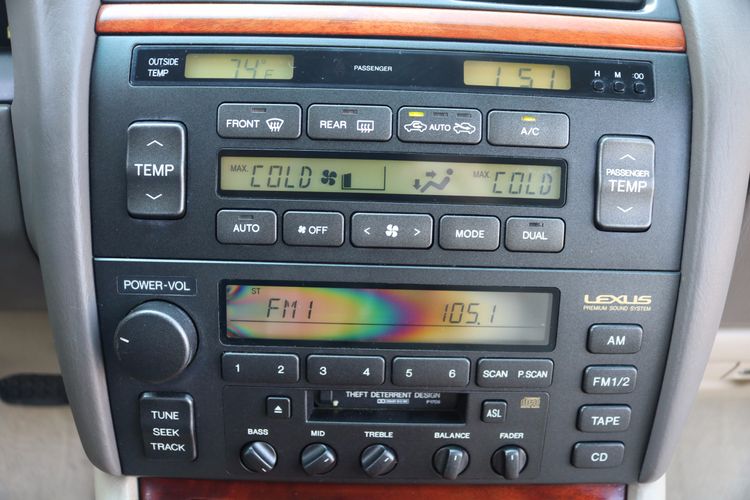 OUTSIDE TEMP 74°F PASSENGER 1:51 H M :00
FRONT REAR AUTO A/C
TEMP MAX. COLD MAX. COLD PASSENGER TEMP
AUTO OFF < > MODE DUAL
POWER-VOL ST FM1 105.1 LEXUS
PREMIUM SOUND SYSTEM
AM
1 2 3 4 5 6 SCAN P.SCAN FM1/2
THEFT DETERRENT DESIGN
TUNE SEEK TRACK ASL TAPE
BASS MID TREBLE BALANCE FADER
CD